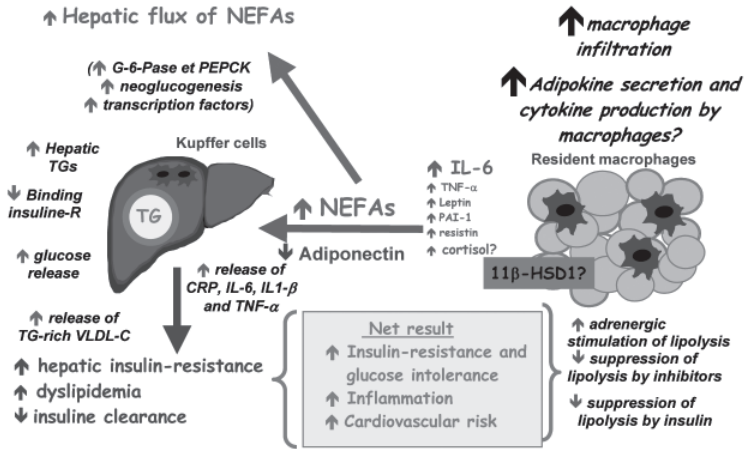 ↑ Hepatic flux of NEFAs
(↑ G-6-Pase et PEPCK
↑ neoglucogenesis
↑ transcription factors)
Kupffer cells
↑ Hepatic
TGs
↓ Binding
insuline-R
↑ glucose
release
TG
↑ release of
TG-rich VLDL-C
↑ release of
CRP, IL-6, IL1-β
and TNF-α
↑ NEFAs
↓ Adiponectin
↑ IL-6
↑ TNF-α
↑ Leptin
↑ PAI-1
↑ resistin
↑ cortisol?
↑ macrophage
infiltration
↑ Adipokine secretion and
cytokine production by
macrophages?
Resident macrophages
11β-HSD1?
↑ adrenergic
stimulation of lipolysis
↓ suppression of
lipolysis by inhibitors
↓ suppression of
lipolysis by insulin
↑ hepatic insulin-resistance
↑ dyslipidemia
↓ insuline clearance
Net result
↑ Insulin-resistance and
glucose intolerance
↑ Inflammation
↑ Cardiovascular risk